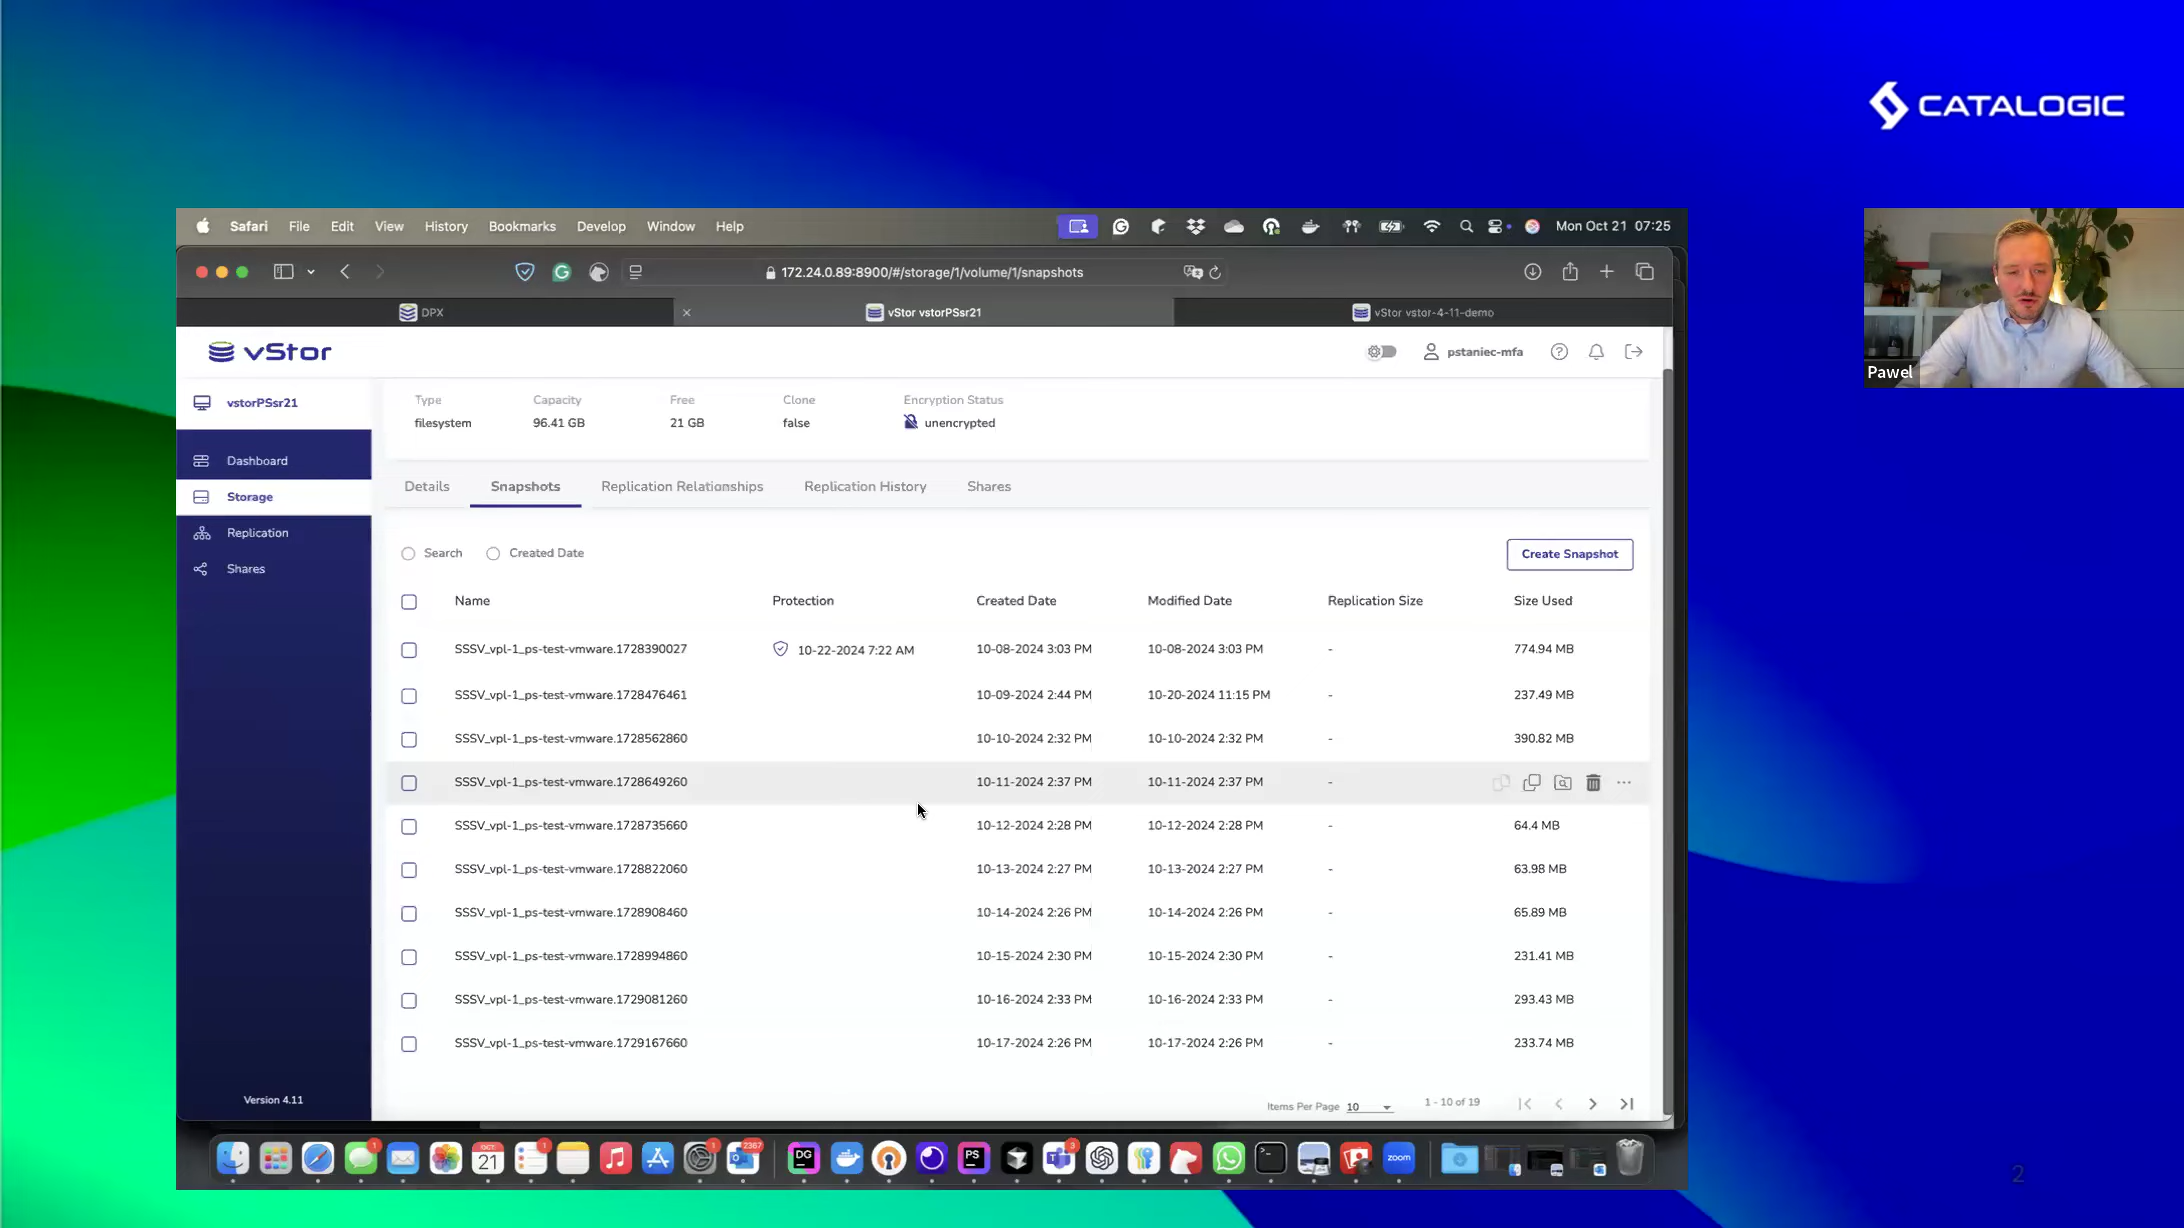 CATALOGIC
Safari File Edit View History Bookmarks Develop Window Help Mon Oct 21 07:25
172.24.0.89:8900/#/storage/1/volume/1/snapshots
DPX vStor vstorPSsr21 vStor vstor-4-11-demo
vStor pstaniec-mfa
Pawel
vstorPSsr21
Type Capacity Free Clone Encryption Status
filesystem 96.41 GB 21 GB false unencrypted
Dashboard
Storage
Replication
Shares
Details Snapshots Replication Relationships Replication History Shares
Search Created Date Create Snapshot
Name Protection Created Date Modified Date Replication Size Size Used
SSSV_vpl-1_ps-test-vmware.1728390027 10-22-2024 7:22 AM 10-08-2024 3:03 PM 10-08-2024 3:03 PM - 774.94 MB
SSSV_vpl-1_ps-test-vmware.1728476461 10-09-2024 2:44 PM 10-20-2024 11:15 PM - 237.49 MB
SSSV_vpl-1_ps-test-vmware.1728562860 10-10-2024 2:32 PM 10-10-2024 2:32 PM - 390.82 MB
SSSV_vpl-1_ps-test-vmware.1728649260 10-11-2024 2:37 PM 10-11-2024 2:37 PM -
SSSV_vpl-1_ps-test-vmware.1728735660 10-12-2024 2:28 PM 10-12-2024 2:28 PM - 64.4 MB
SSSV_vpl-1_ps-test-vmware.1728822060 10-13-2024 2:27 PM 10-13-2024 2:27 PM - 63.98 MB
SSSV_vpl-1_ps-test-vmware.1728908460 10-14-2024 2:26 PM 10-14-2024 2:26 PM - 65.89 MB
SSSV_vpl-1_ps-test-vmware.1728994860 10-15-2024 2:30 PM 10-15-2024 2:30 PM - 231.41 MB
SSSV_vpl-1_ps-test-vmware.1729081260 10-16-2024 2:33 PM 10-16-2024 2:33 PM - 293.43 MB
SSSV_vpl-1_ps-test-vmware.1729167660 10-17-2024 2:26 PM 10-17-2024 2:26 PM - 233.74 MB
Version 4.11
Items Per Page 10 1 - 10 of 19
1 OCT 21 1 1 2367 DG PS 3 zoom
2